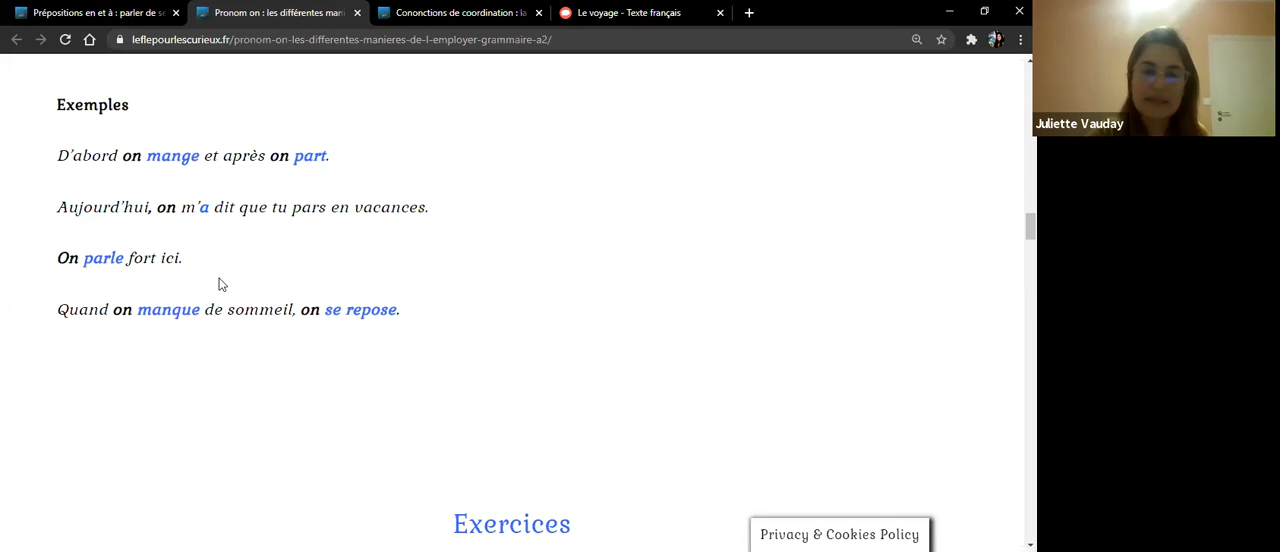 Prépositions en et à : parler de se
Pronom on : les différentes mani
Cononctions de coordination : la
Le voyage - Texte français
leflepourlescurieux.fr/pronom-on-les-differentes-manieres-de-l-employer-grammaire-a2/
Juliette Vauday
Exemples
D'abord on mange et après on part.
Aujourd'hui, on m'a dit que tu pars en vacances.
On parle fort ici.
Quand on manque de sommeil, on se repose.
Exercices
Privacy & Cookies Policy